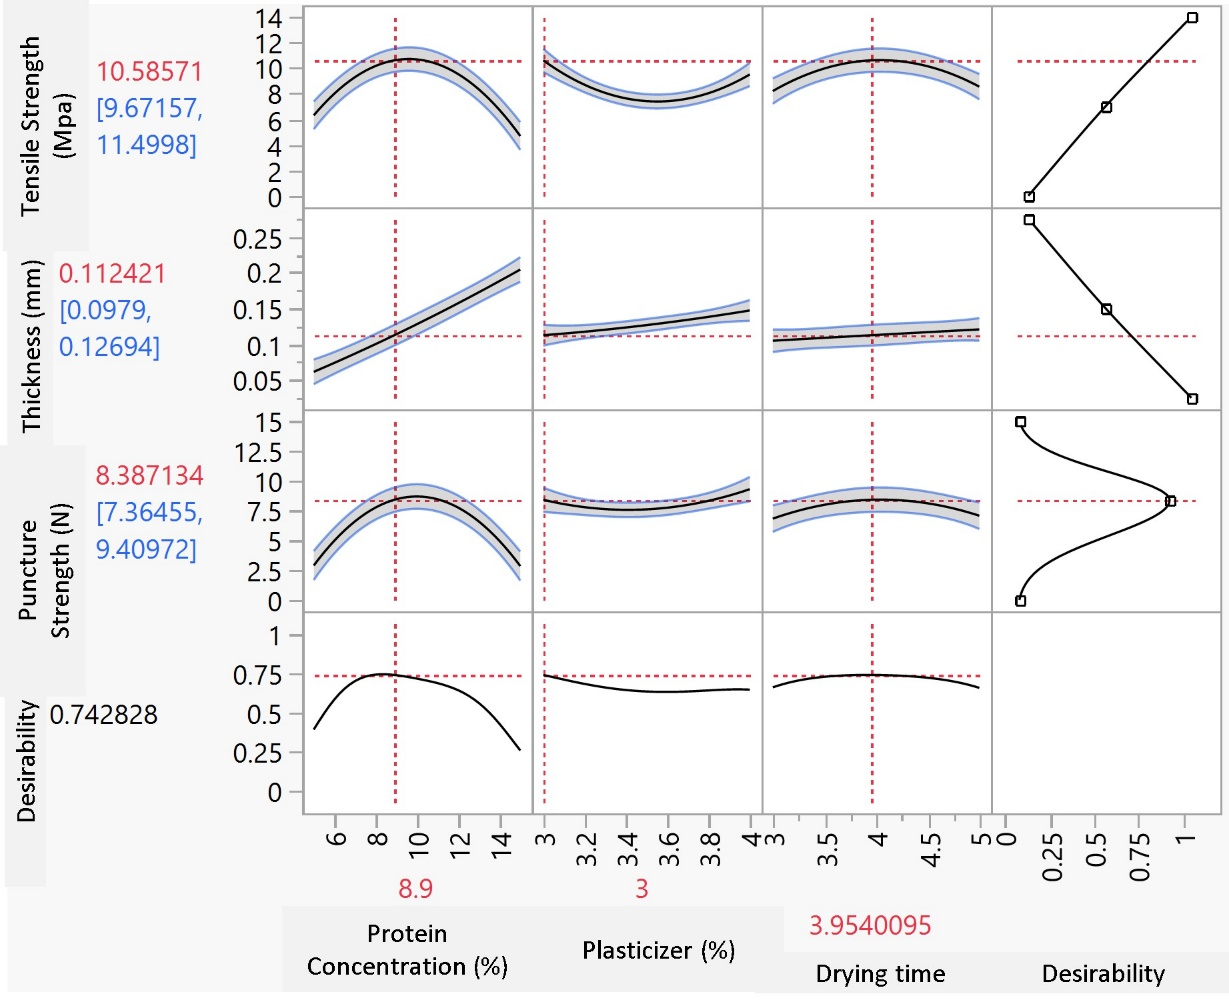 Tensile Strength
(Mpa)
10.58571
[9.67157,
11.4998]
14
12
10
8
6
4
2
0
Thickness (mm)
0.112421
[0.0979,
0.12694]
0.25
0.2
0.15
0.1
0.05
Puncture
Strength (N)
8.387134
[7.36455,
9.40972]
15
12.5
10
7.5
5
2.5
0
Desirability
0.742828
1
0.75
0.5
0.25
0
6 8 10 12 14
3 3.2 3.4 3.6 3.8 4
3 3.5 4 4.5 5
0 0.25 0.5 0.75 1
8.9
3
3.9540095
Protein
Concentration (%)
Plasticizer (%)
Drying time
Desirability